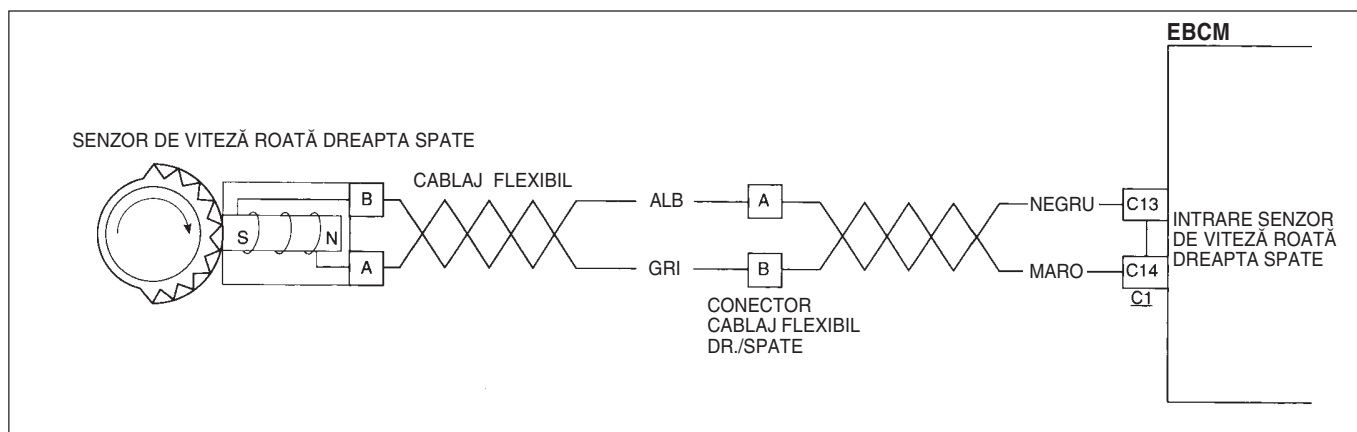 EBCM
SENZOR DE VITEZĂ ROATĂ DREAPTA SPATE
CABLAJ FLEXIBIL
S
N
B
A
ALB
GRI
A
B
CONECTOR
CABLAJ FLEXIBIL
DR./SPATE
NEGRU
MARO
C13
C14
C1
INTRARE SENZOR
DE VITEZĂ ROATĂ
DREAPTA SPATE